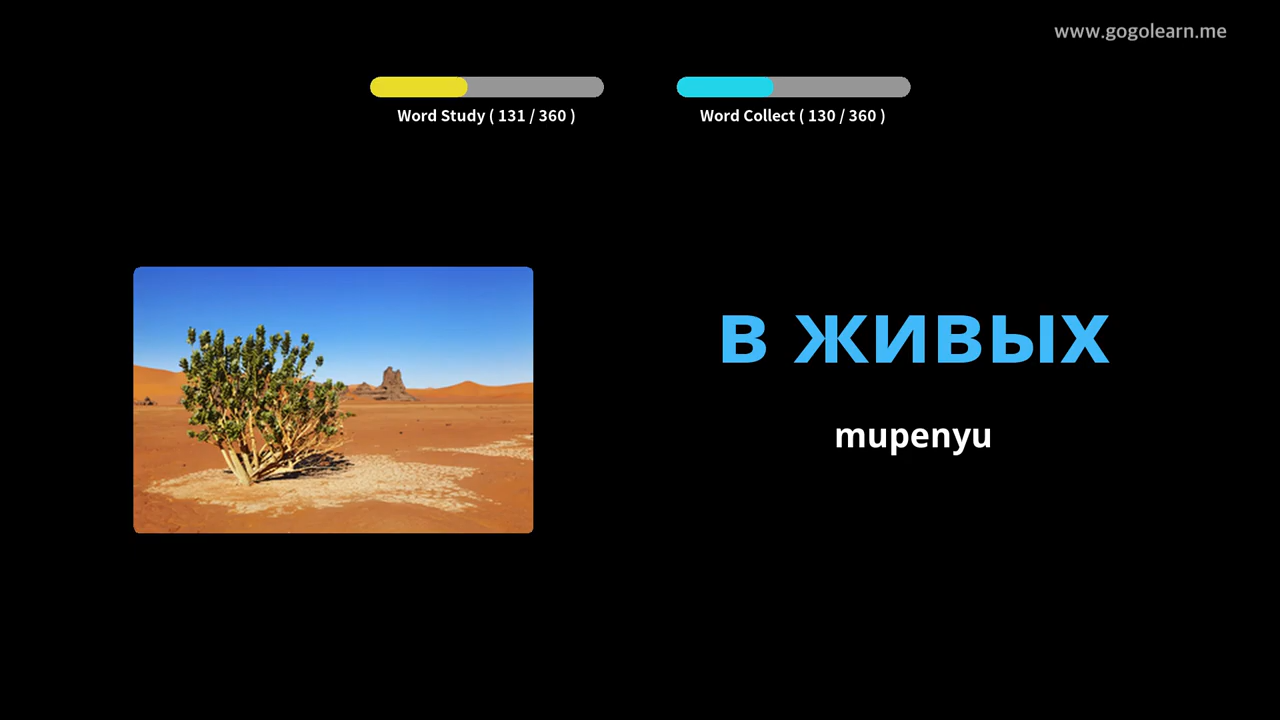 www.gogolearn.me
Word Study ( 131 / 360 )
Word Collect ( 130 / 360 )
в живых
mupenyu